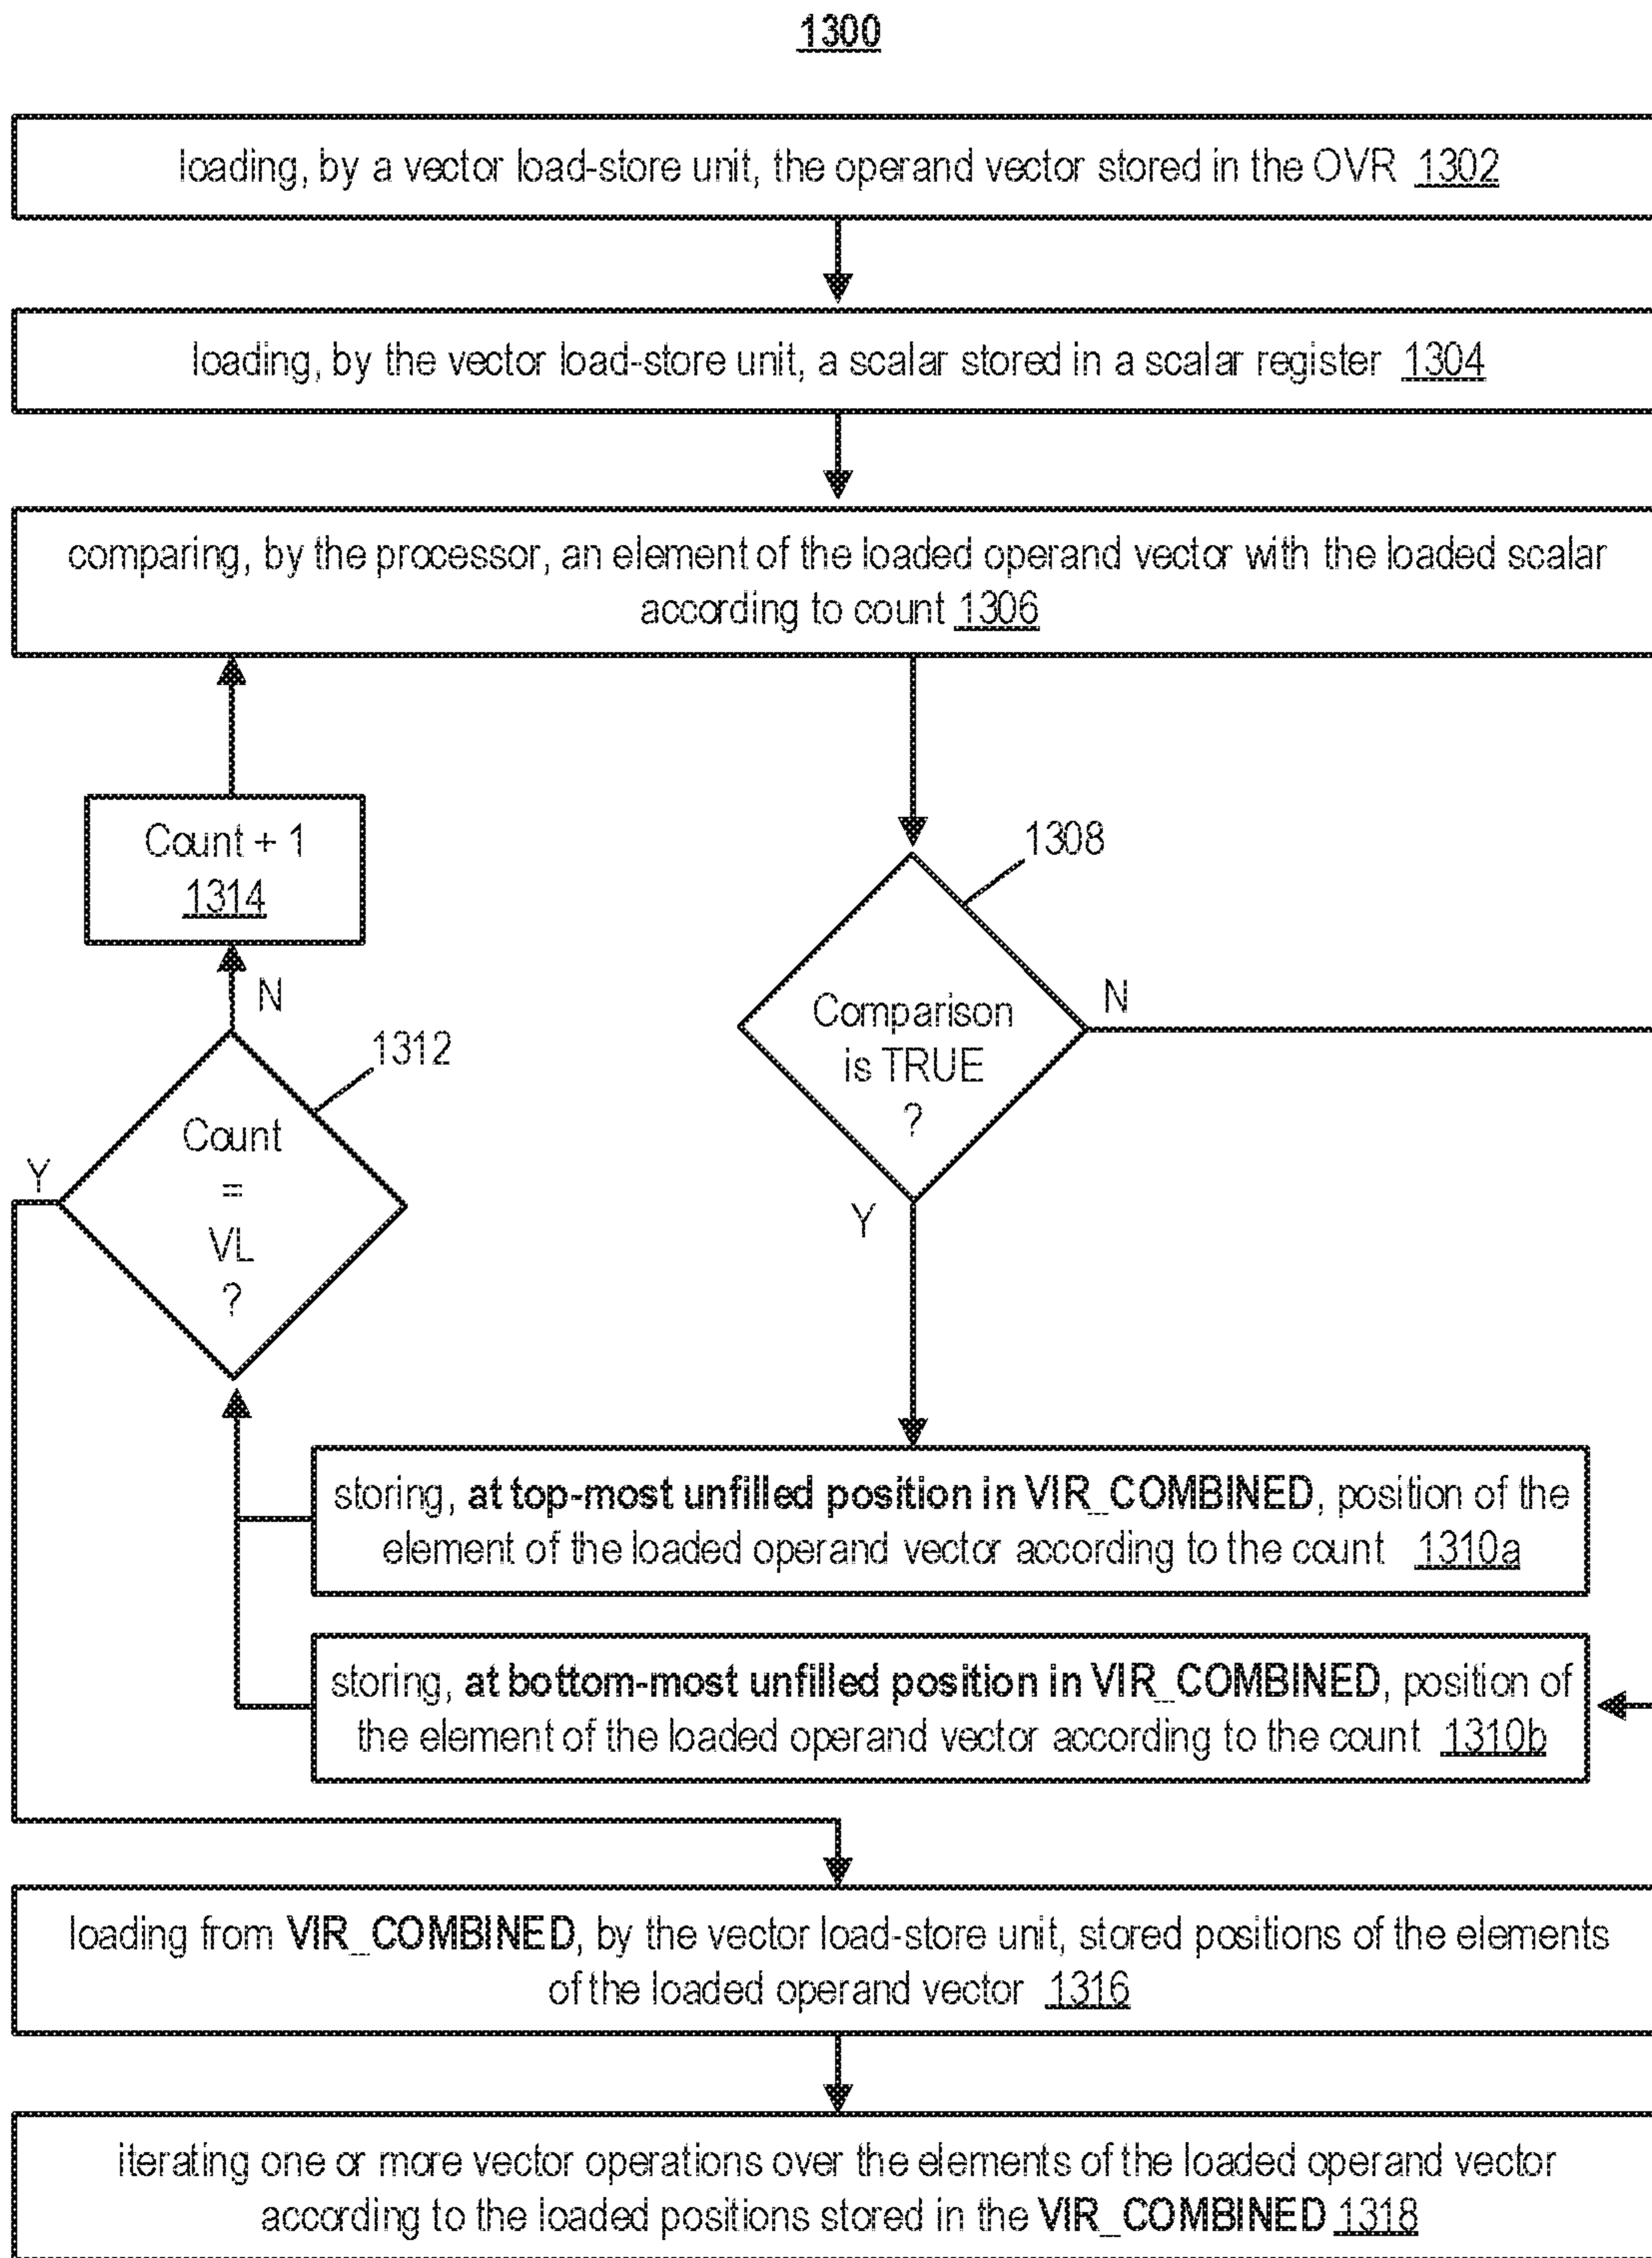 1300
loading, by a vector load-store unit, the operand vector stored in the OVR 1302
loading, by the vector load-store unit, a scalar stored in a scalar register 1304
comparing, by the processor, an element of the loaded operand vector with the loaded scalar
according to count 1306
Count + 1
1314
N
1312
Count
=
VL
?
Y
1308
Comparison
is TRUE
?
N
Y
storing, at top-most unfilled position in VIR_COMBINED, position of the
element of the loaded operand vector according to the count 1310a
storing, at bottom-most unfilled position in VIR_COMBINED, position of
the element of the loaded operand vector according to the count 1310b
loading from VIR_COMBINED, by the vector load-store unit, stored positions of the elements
of the loaded operand vector 1316
iterating one or more vector operations over the elements of the loaded operand vector
according to the loaded positions stored in the VIR_COMBINED 1318